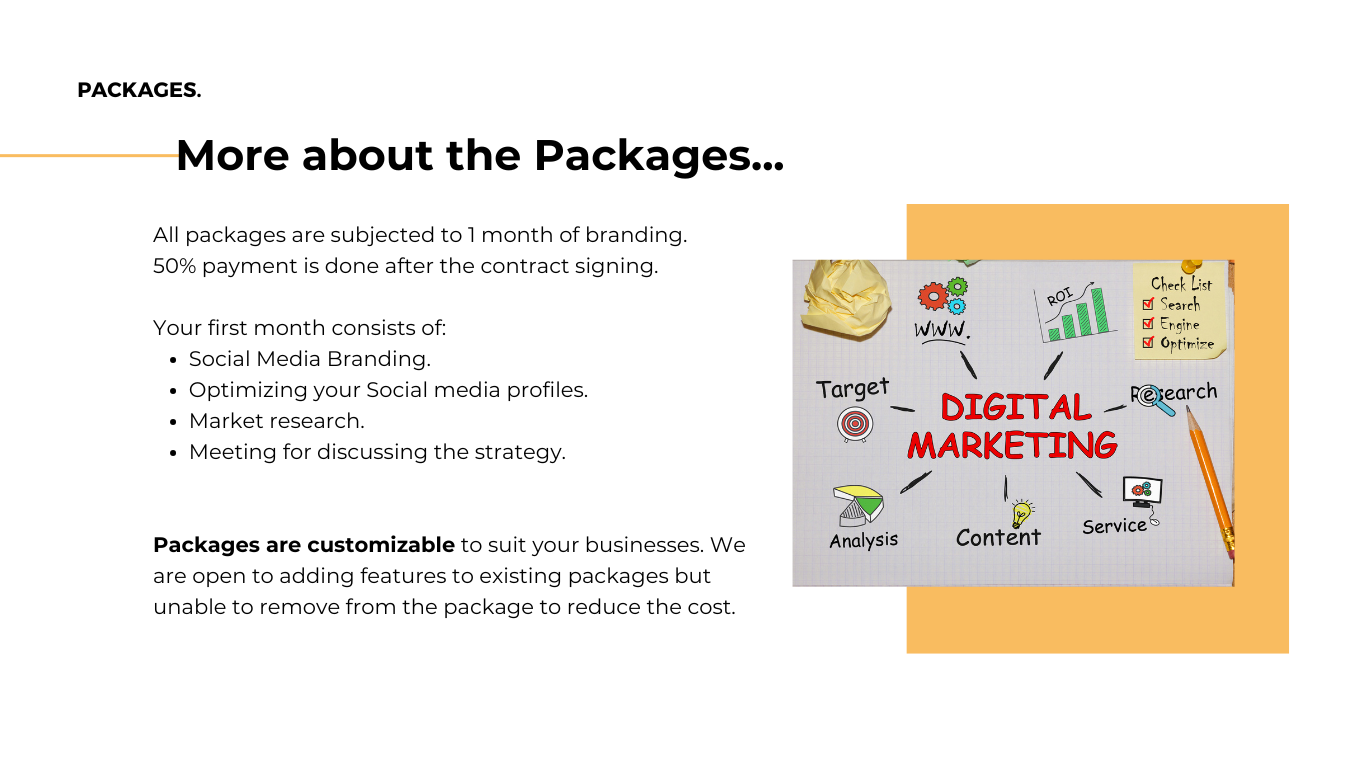 PACKAGES.
More about the Packages...
All packages are subjected to 1 month of branding.
50% payment is done after the contract signing.
Your first month consists of:
• Social Media Branding.
• Optimizing your Social media profiles.
• Market research.
• Meeting for discussing the strategy.
Packages are customizable to suit your businesses. We
are open to adding features to existing packages but
unable to remove from the package to reduce the cost.
WWW.
ROI
Check List
Search
Engine
Optimize
Target
Research
DIGITAL
MARKETING
Analysis
Content
Service